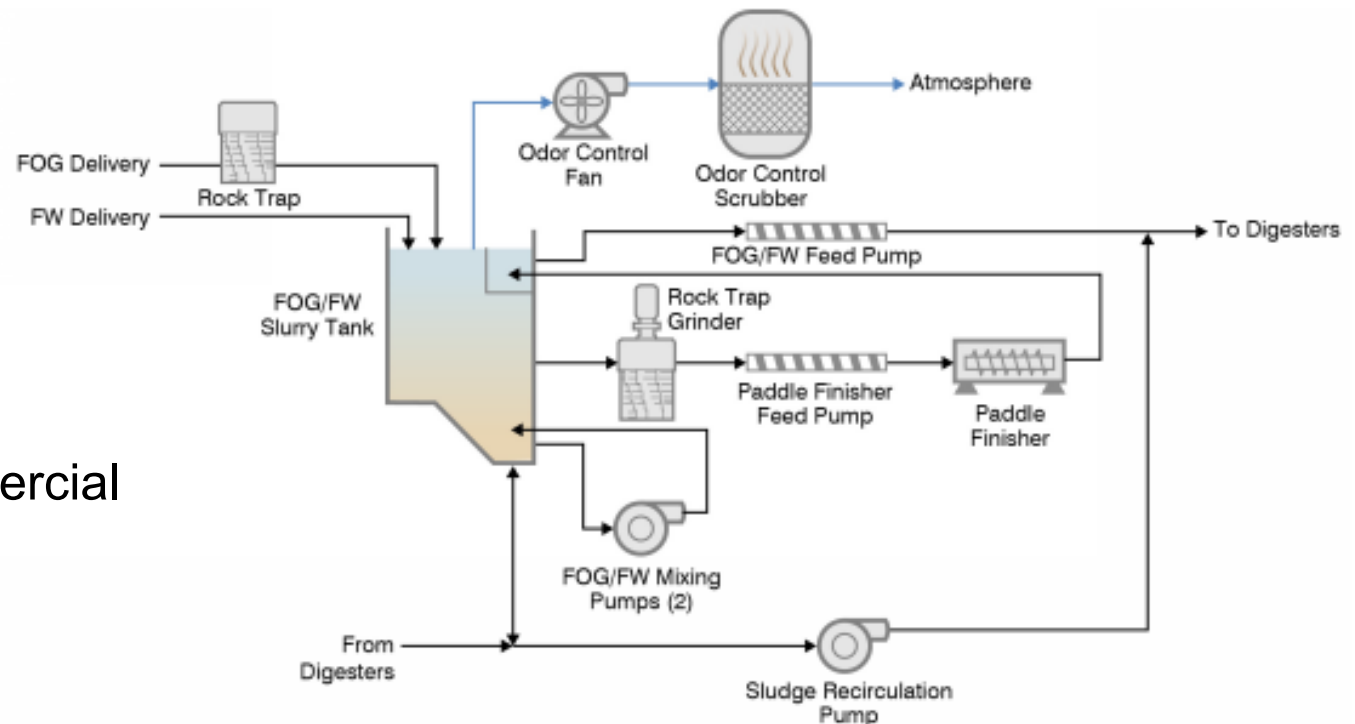 Atmosphere
Odor Control
Fan
Odor Control
Scrubber
FOG Delivery
Rock Trap
FW Delivery
To Digesters
FOG/FW Feed Pump
FOG/FW
Slurry Tank
Rock Trap
Grinder
Paddle Finisher
Feed Pump
Paddle
Finisher
ercial
FOG/FW Mixing
Pumps (2)
From
Digesters
Sludge Recirculation
Pump